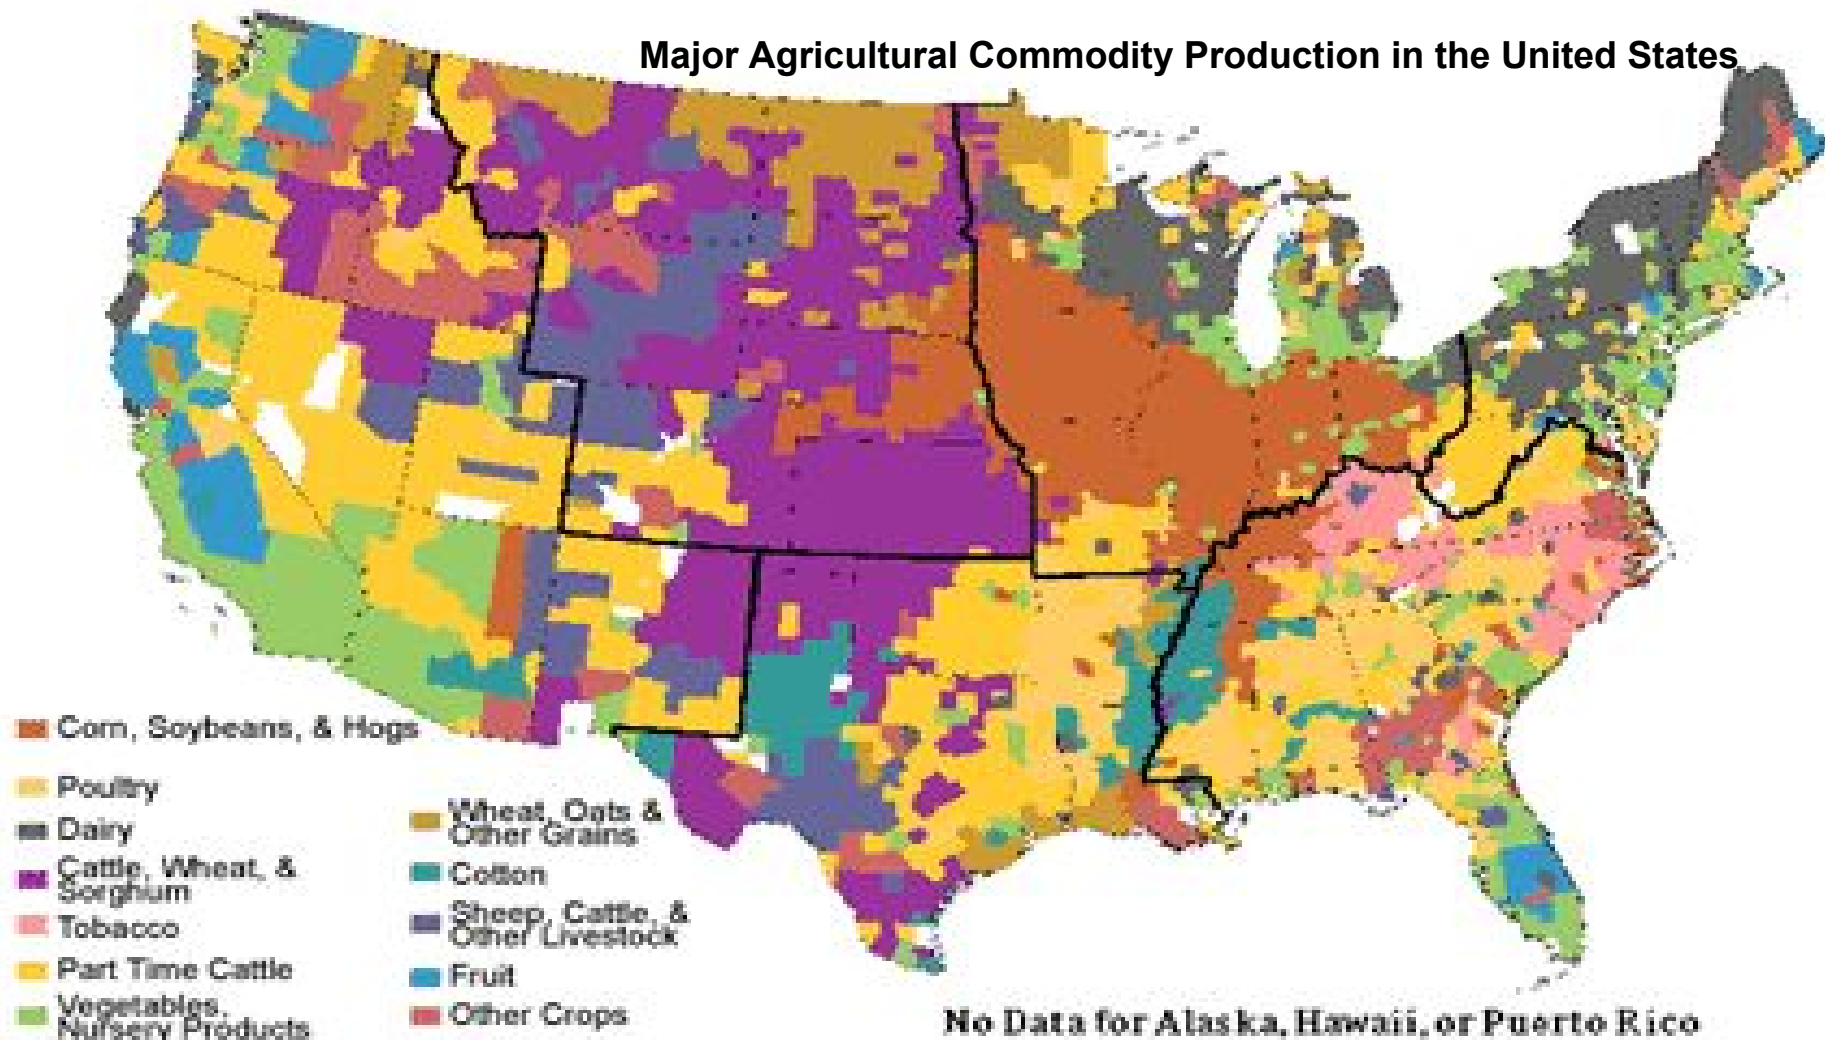 Major Agricultural Commodity Production in the United States
Corn, Soybeans, & Hogs
Poultry
Dairy
Cattle, Wheat, &
Sorghum
Tobacco
Part Time Cattle
Vegetables,
Nursery Products
Wheat, Oats &
Other Grains
Cotton
Sheep, Cattle, &
Other Livestock
Fruit
Other Crops
No Data for Alaska, Hawaii, or Puerto Rico